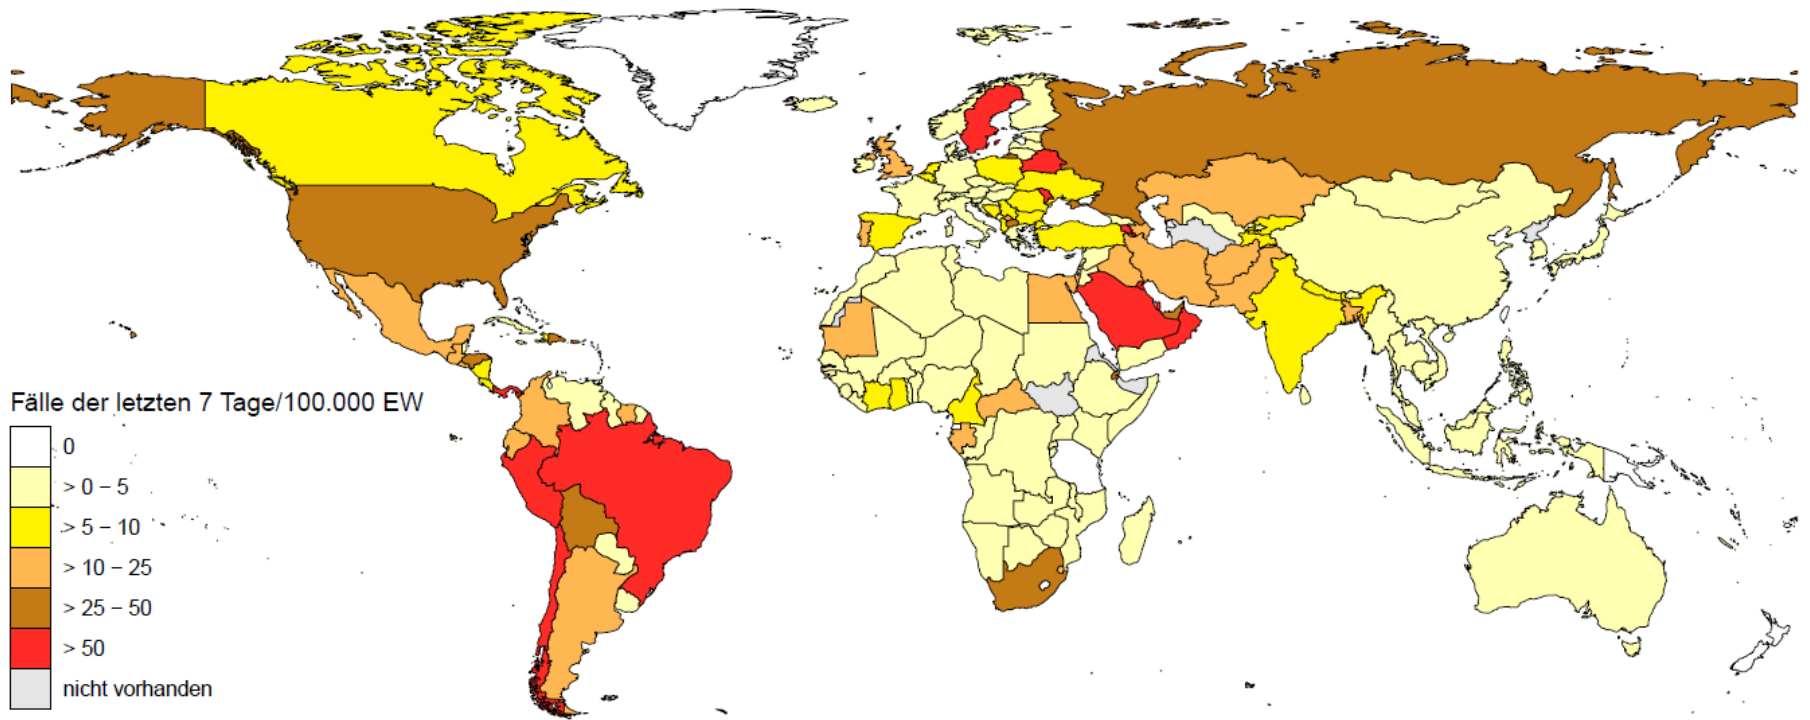 Fälle der letzten 7 Tage/100.000 EW
0
> 0 – 5
> 5 – 10
> 10 – 25
> 25 – 50
> 50
nicht vorhanden